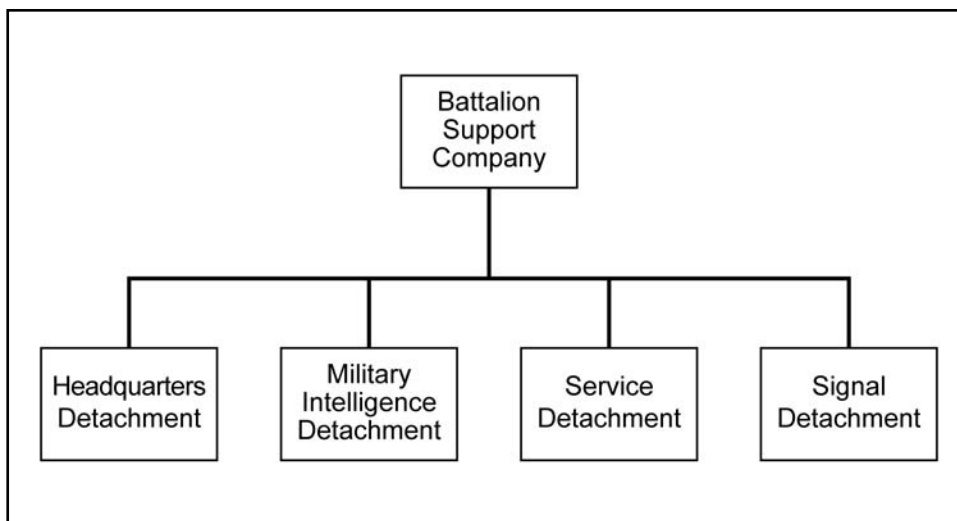 Battalion
Support
Company
Headquarters
Detachment
Military
Intelligence
Detachment
Service
Detachment
Signal
Detachment